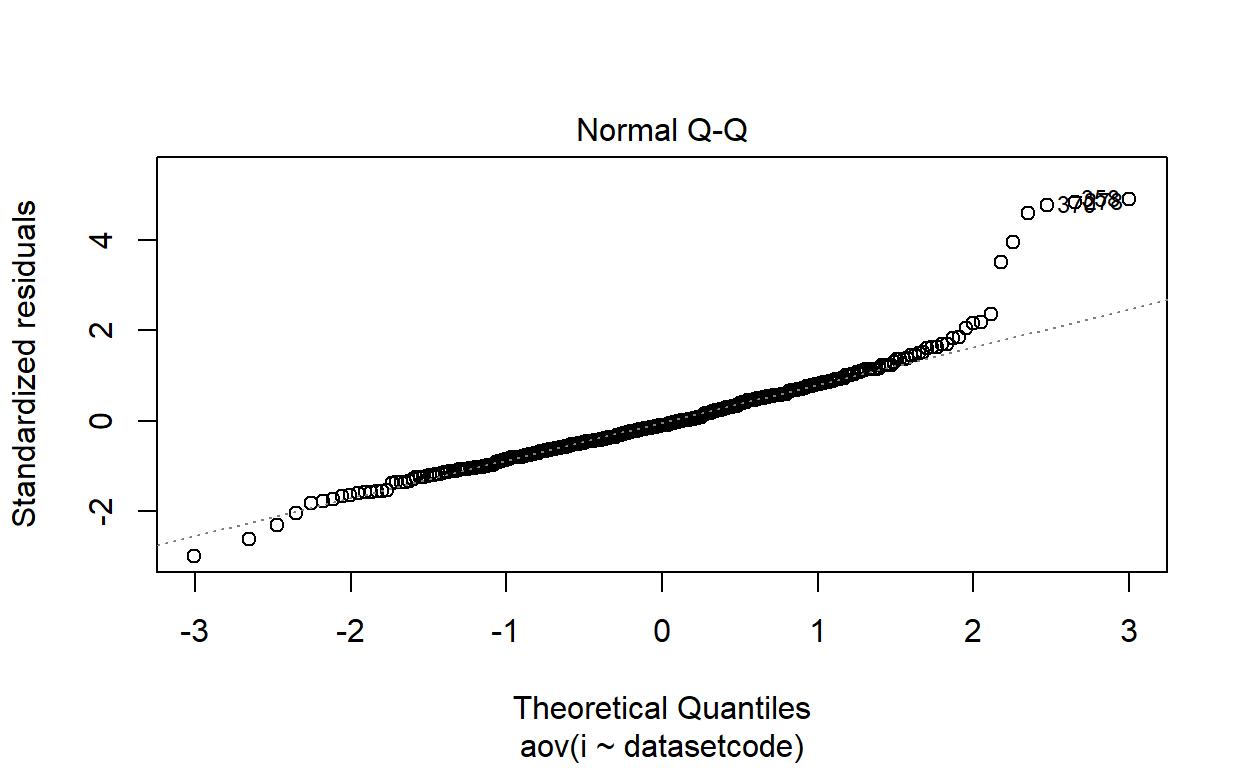 Normal Q-Q
Standardized residuals
4
2
0
-2
-3
-2
-1
0
1
2
3
Theoretical Quantiles
aov(i ~ datasetcode)